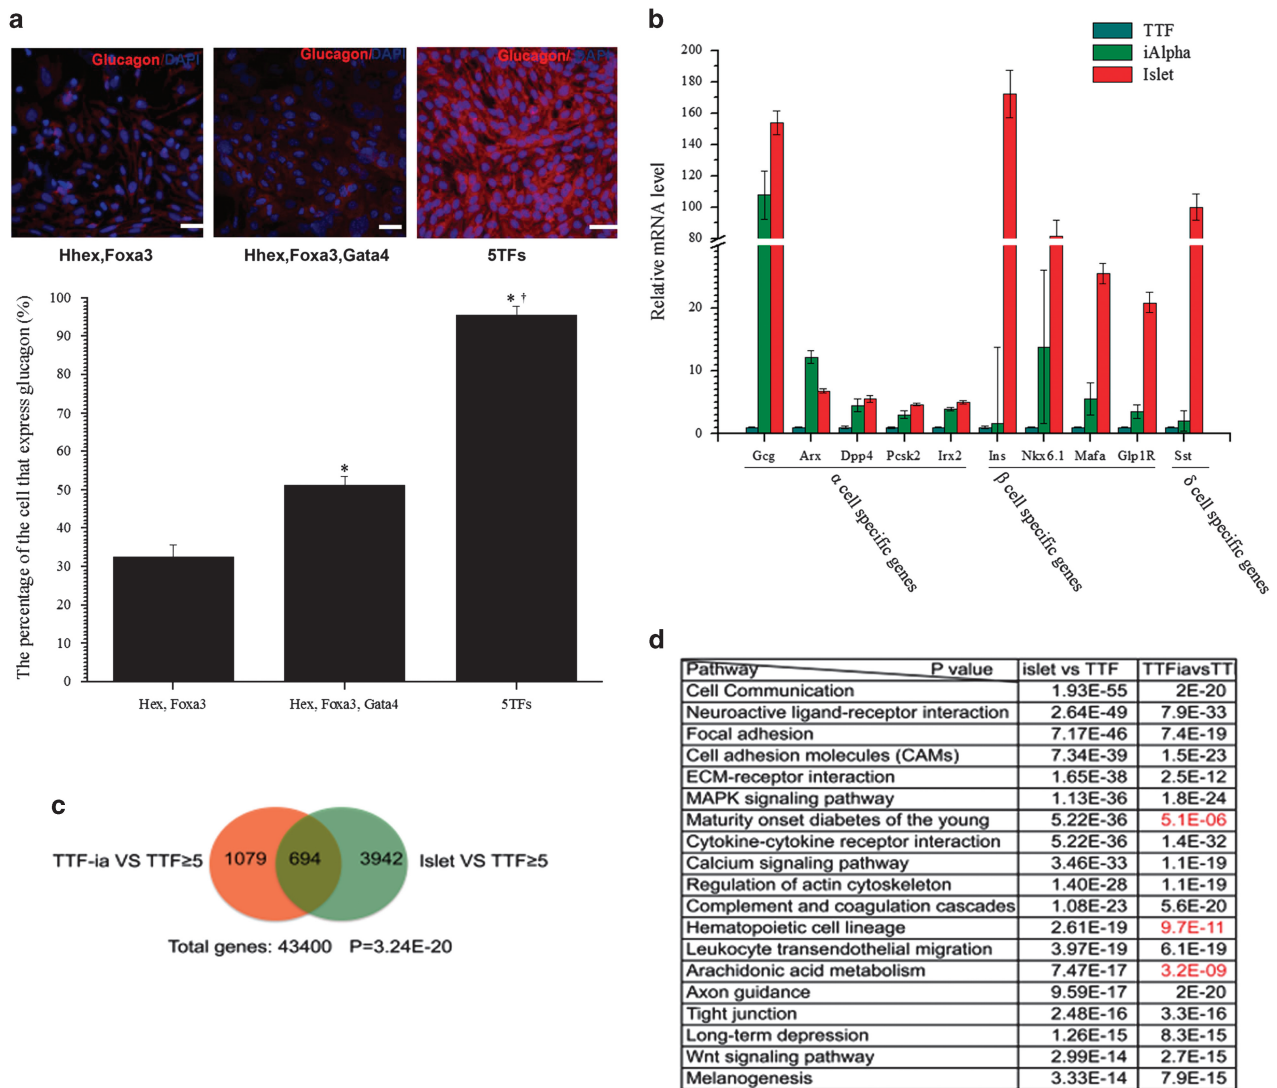 a
Glucagon/DAPI
Glucagon/DAPI
Glucagon/DAPI
Hhex,Foxa3
Hhex,Foxa3,Gata4
5TFs
The percentage of the cell that express glucagon (%)
100
90
80
70
60
50
40
30
20
10
0
*
* †
Hex, Foxa3
Hex, Foxa3, Gata4
5TFs
b
TTF
iAlpha
Islet
Relative mRNA level
200
180
160
140
120
100
80
20
10
0
Gcg Arx Dpp4 Pcsk2 Irx2 Ins Nkx6.1 Mafa Glp1R Sst
α cell specific genes
β cell specific genes
δ cell specific genes
c
TTF-ia VS TTF≥5 1079 694 3942 Islet VS TTF≥5
Total genes: 43400 P=3.24E-20
d
Pathway P value islet vs TTF TTFiavsTT
Cell Communication 1.93E-55 2E-20
Neuroactive ligand-receptor interaction 2.64E-49 7.9E-33
Focal adhesion 7.17E-46 7.4E-19
Cell adhesion molecules (CAMs) 7.34E-39 1.5E-23
ECM-receptor interaction 1.65E-38 2.5E-12
MAPK signaling pathway 1.13E-36 1.8E-24
Maturity onset diabetes of the young 5.22E-36 5.1E-06
Cytokine-cytokine receptor interaction 5.22E-36 1.4E-32
Calcium signaling pathway 3.46E-33 1.1E-19
Regulation of actin cytoskeleton 1.40E-28 1.1E-19
Complement and coagulation cascades 1.08E-23 5.6E-20
Hematopoietic cell lineage 2.61E-19 9.7E-11
Leukocyte transendothelial migration 3.97E-19 6.1E-19
Arachidonic acid metabolism 7.47E-17 3.2E-09
Axon guidance 9.59E-17 2E-20
Tight junction 2.48E-16 3.3E-16
Long-term depression 1.26E-15 8.3E-15
Wnt signaling pathway 2.99E-14 2.7E-15
Melanogenesis 3.33E-14 7.9E-15